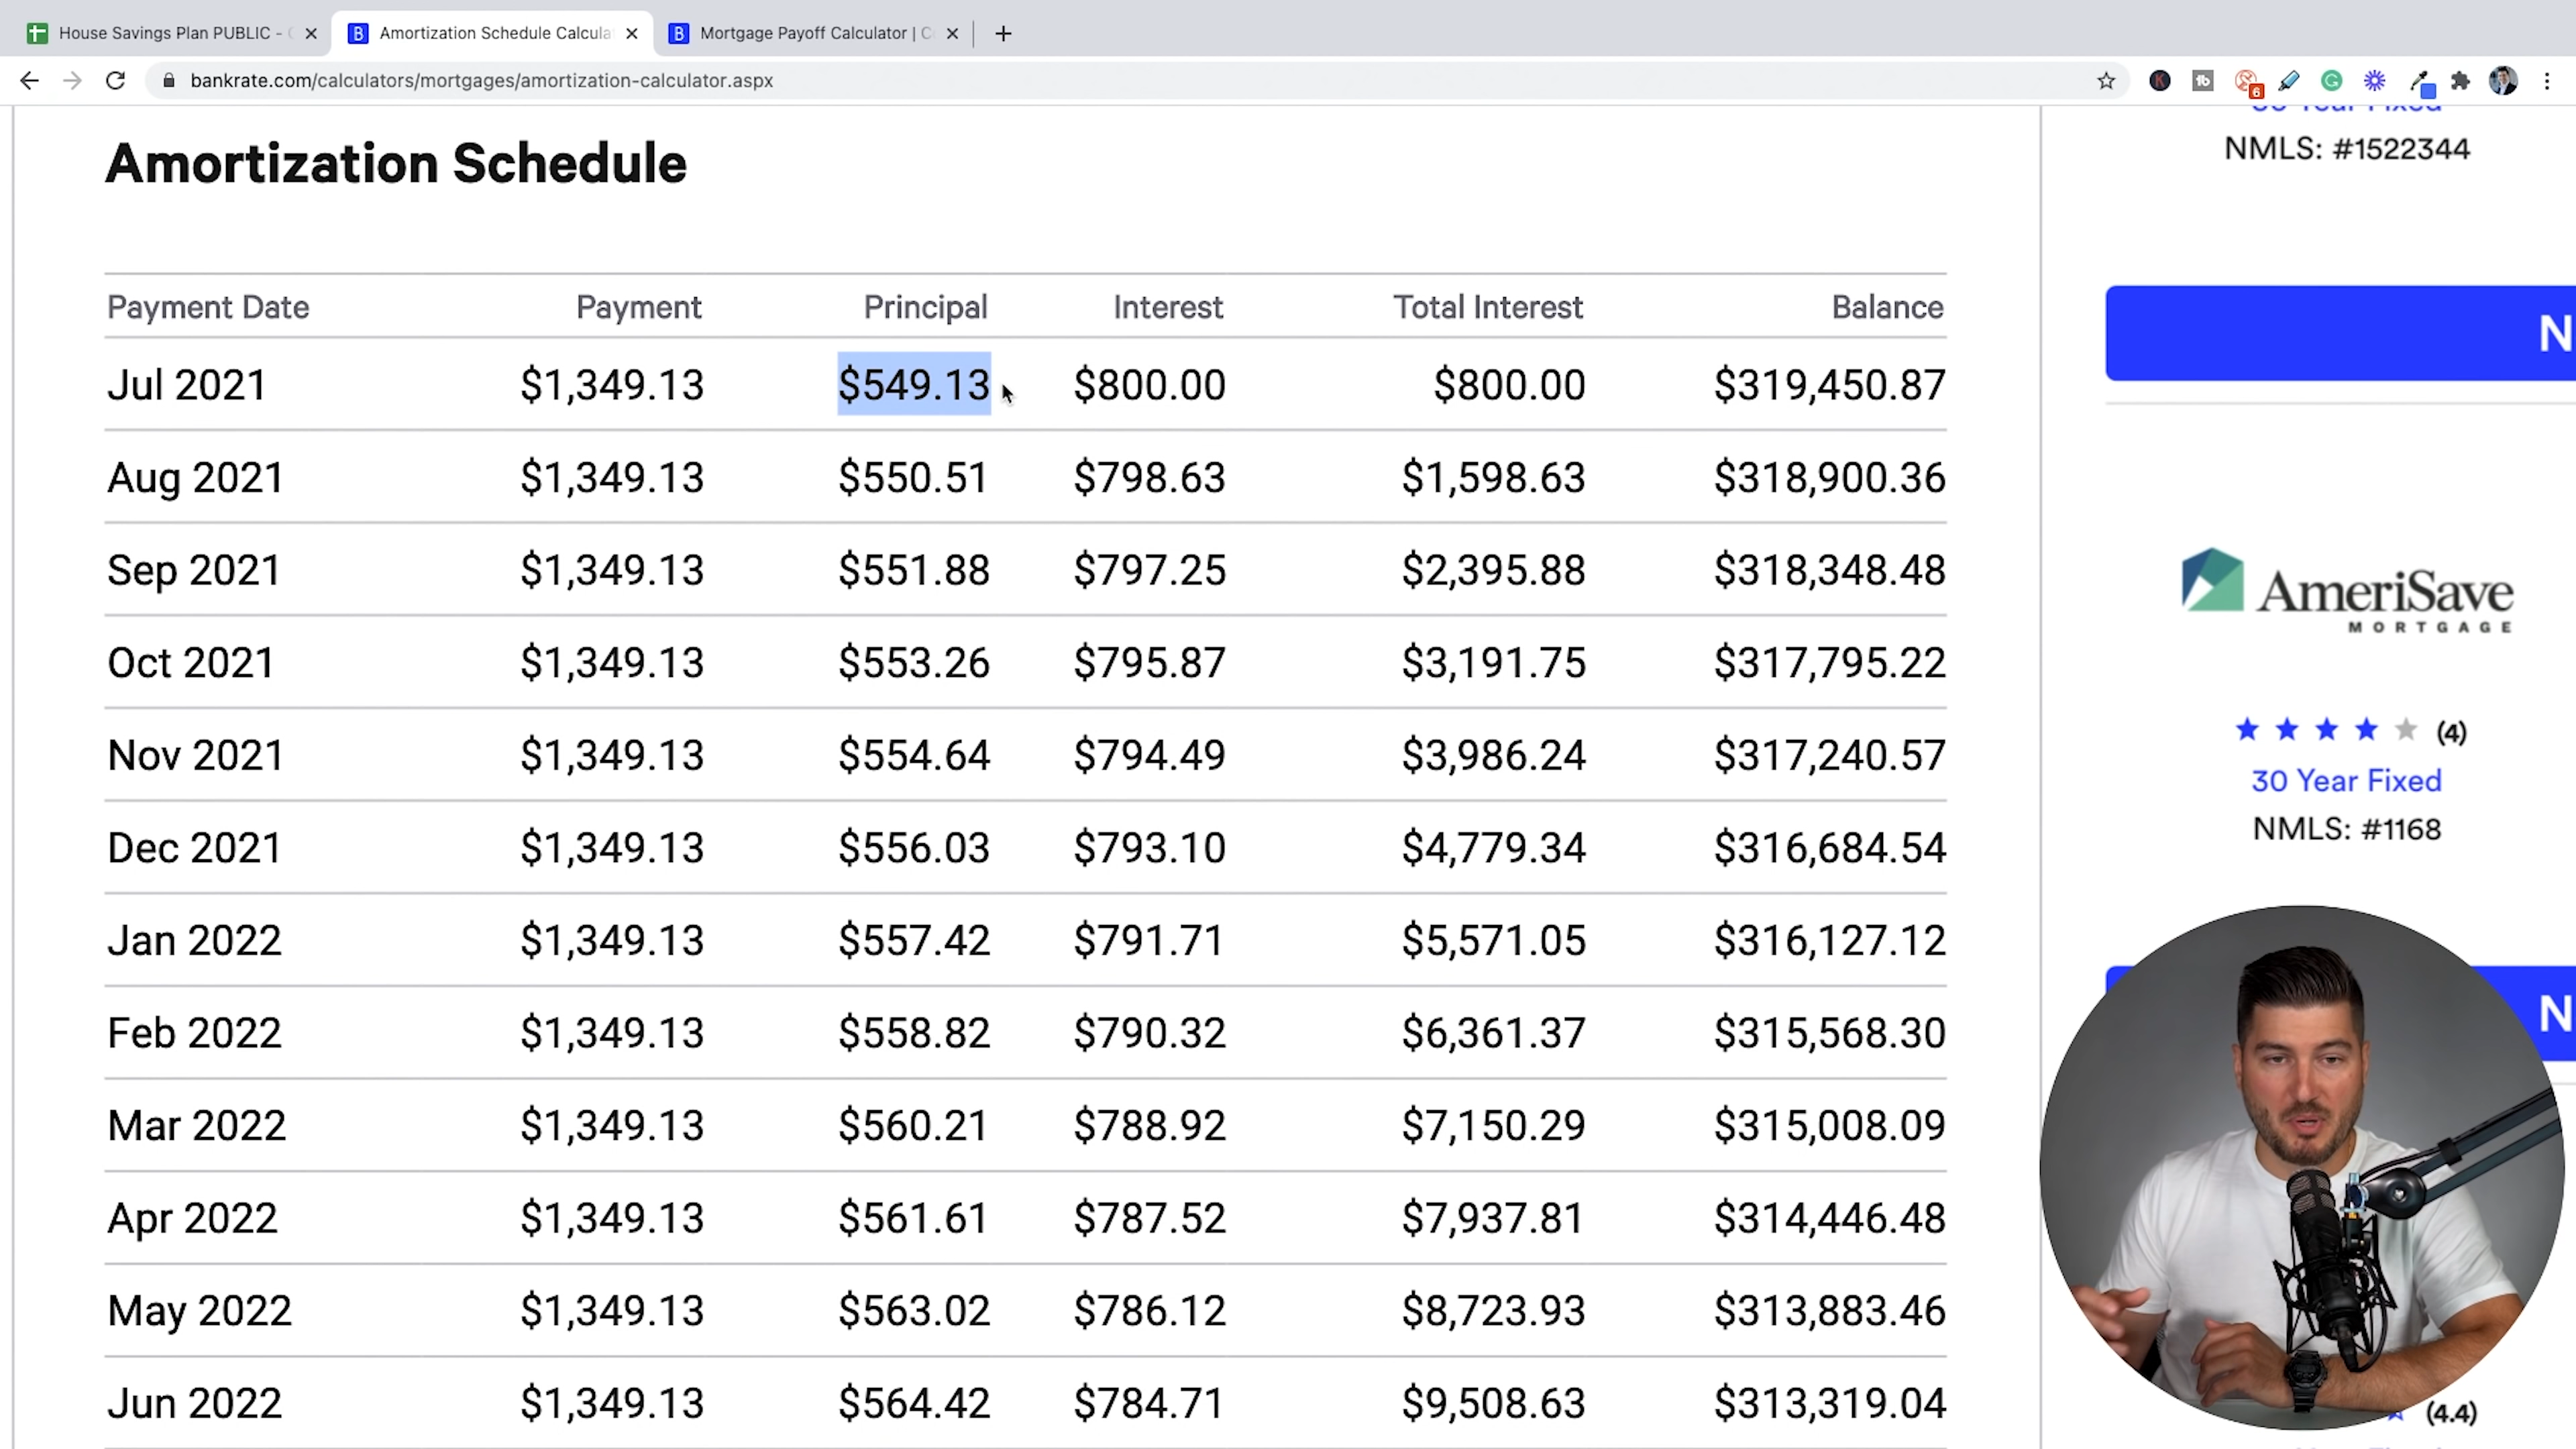 House Savings Plan PUBLIC -
Amortization Schedule Calcula
Mortgage Payoff Calculator |
bankrate.com/calculators/mortgages/amortization-calculator.aspx
6
Amortization Schedule
Payment Date Payment Principal Interest Total Interest Balance
Jul 2021 $1,349.13 $549.13 $800.00 $800.00 $319,450.87
Aug 2021 $1,349.13 $550.51 $798.63 $1,598.63 $318,900.36
Sep 2021 $1,349.13 $551.88 $797.25 $2,395.88 $318,348.48
Oct 2021 $1,349.13 $553.26 $795.87 $3,191.75 $317,795.22
Nov 2021 $1,349.13 $554.64 $794.49 $3,986.24 $317,240.57
Dec 2021 $1,349.13 $556.03 $793.10 $4,779.34 $316,684.54
Jan 2022 $1,349.13 $557.42 $791.71 $5,571.05 $316,127.12
Feb 2022 $1,349.13 $558.82 $790.32 $6,361.37 $315,568.30
Mar 2022 $1,349.13 $560.21 $788.92 $7,150.29 $315,008.09
Apr 2022 $1,349.13 $561.61 $787.52 $7,937.81 $314,446.48
May 2022 $1,349.13 $563.02 $786.12 $8,723.93 $313,883.46
Jun 2022 $1,349.13 $564.42 $784.71 $9,508.63 $313,319.04
30 Year Fixed
NMLS: #1522344
N
AmeriSave
MORTGAGE
(4)
30 Year Fixed
NMLS: #1168
N
(4.4)